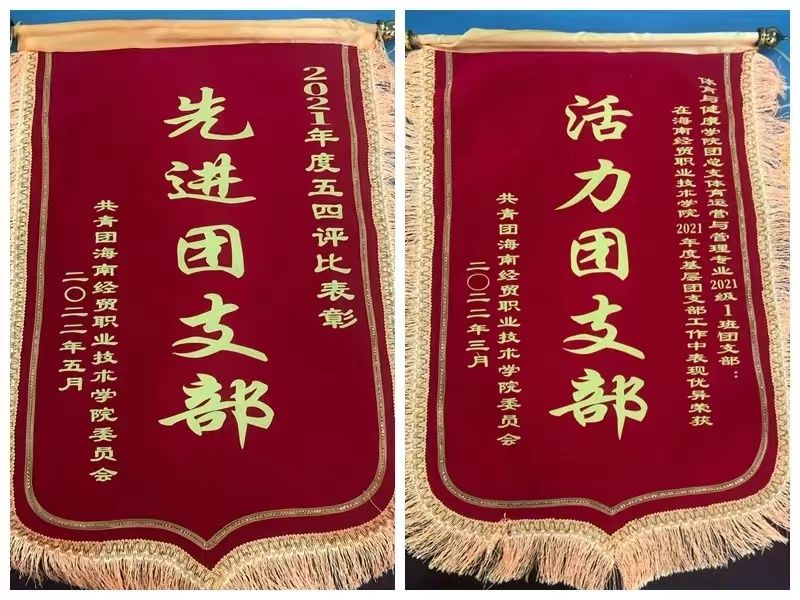 2021年度五四评比表彰
先进团支部
共青团海南经贸职业技术学院委员会
二〇二二年五月
体育与健康学院团总支体育运营与管理专业2021级1班团支部：
在海南经贸职业技术学院2021年度基层团支部工作中表现优异荣获
活力团支部
共青团海南经贸职业技术学院委员会
二〇二二年三月